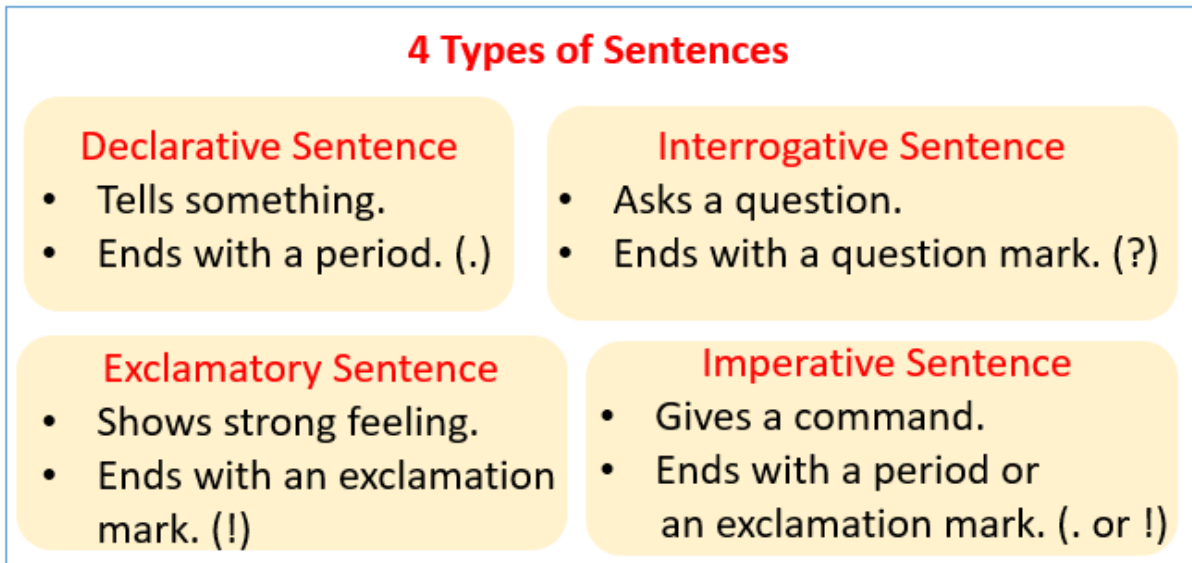 4 Types of Sentences
Declarative Sentence
• Tells something.
• Ends with a period. (.)
Interrogative Sentence
• Asks a question.
• Ends with a question mark. (?)
Exclamatory Sentence
• Shows strong feeling.
• Ends with an exclamation
mark. (!)
Imperative Sentence
• Gives a command.
• Ends with a period or
an exclamation mark. (. or !)